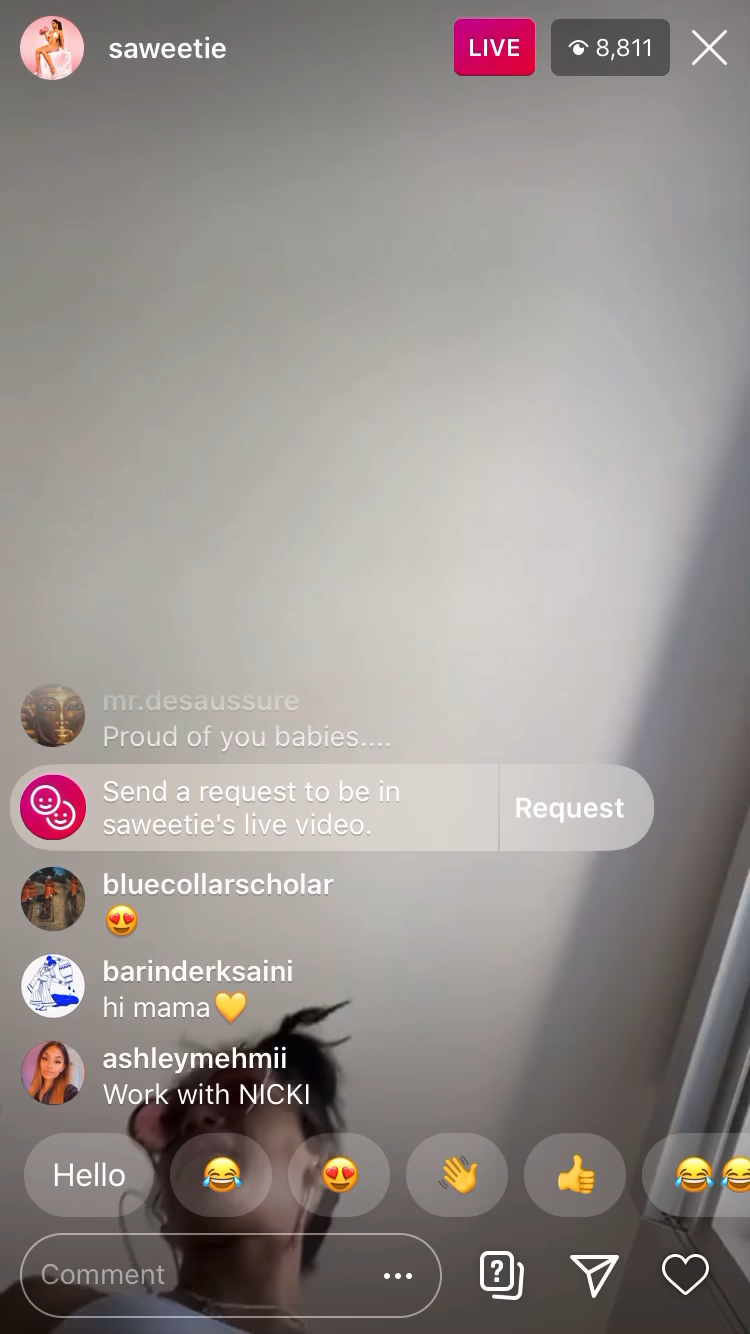 saweetie
LIVE
8,811
mr.desaussure
Proud of you babies....
Send a request to be in
saweetie's live video.
Request
bluecollarscholar
😍
barinderksaini
hi mama💛
ashleymehmii
Work with NICKI
Hello 😂 😍 👋 👍 😂😂
Comment